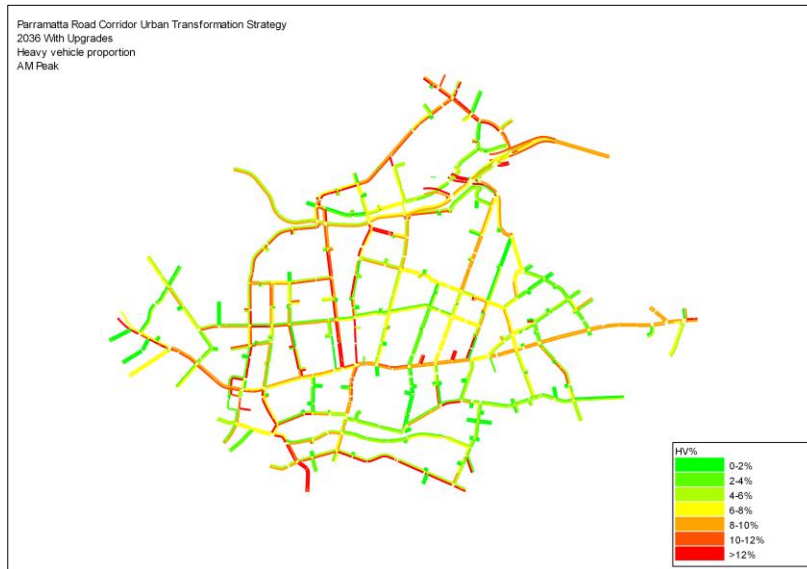 Parramatta Road Corridor Urban Transformation Strategy
2036 With Upgrades
Heavy vehicle proportion
AM Peak
HV%
0-2%
2-4%
4-6%
6-8%
8-10%
10-12%
>12%